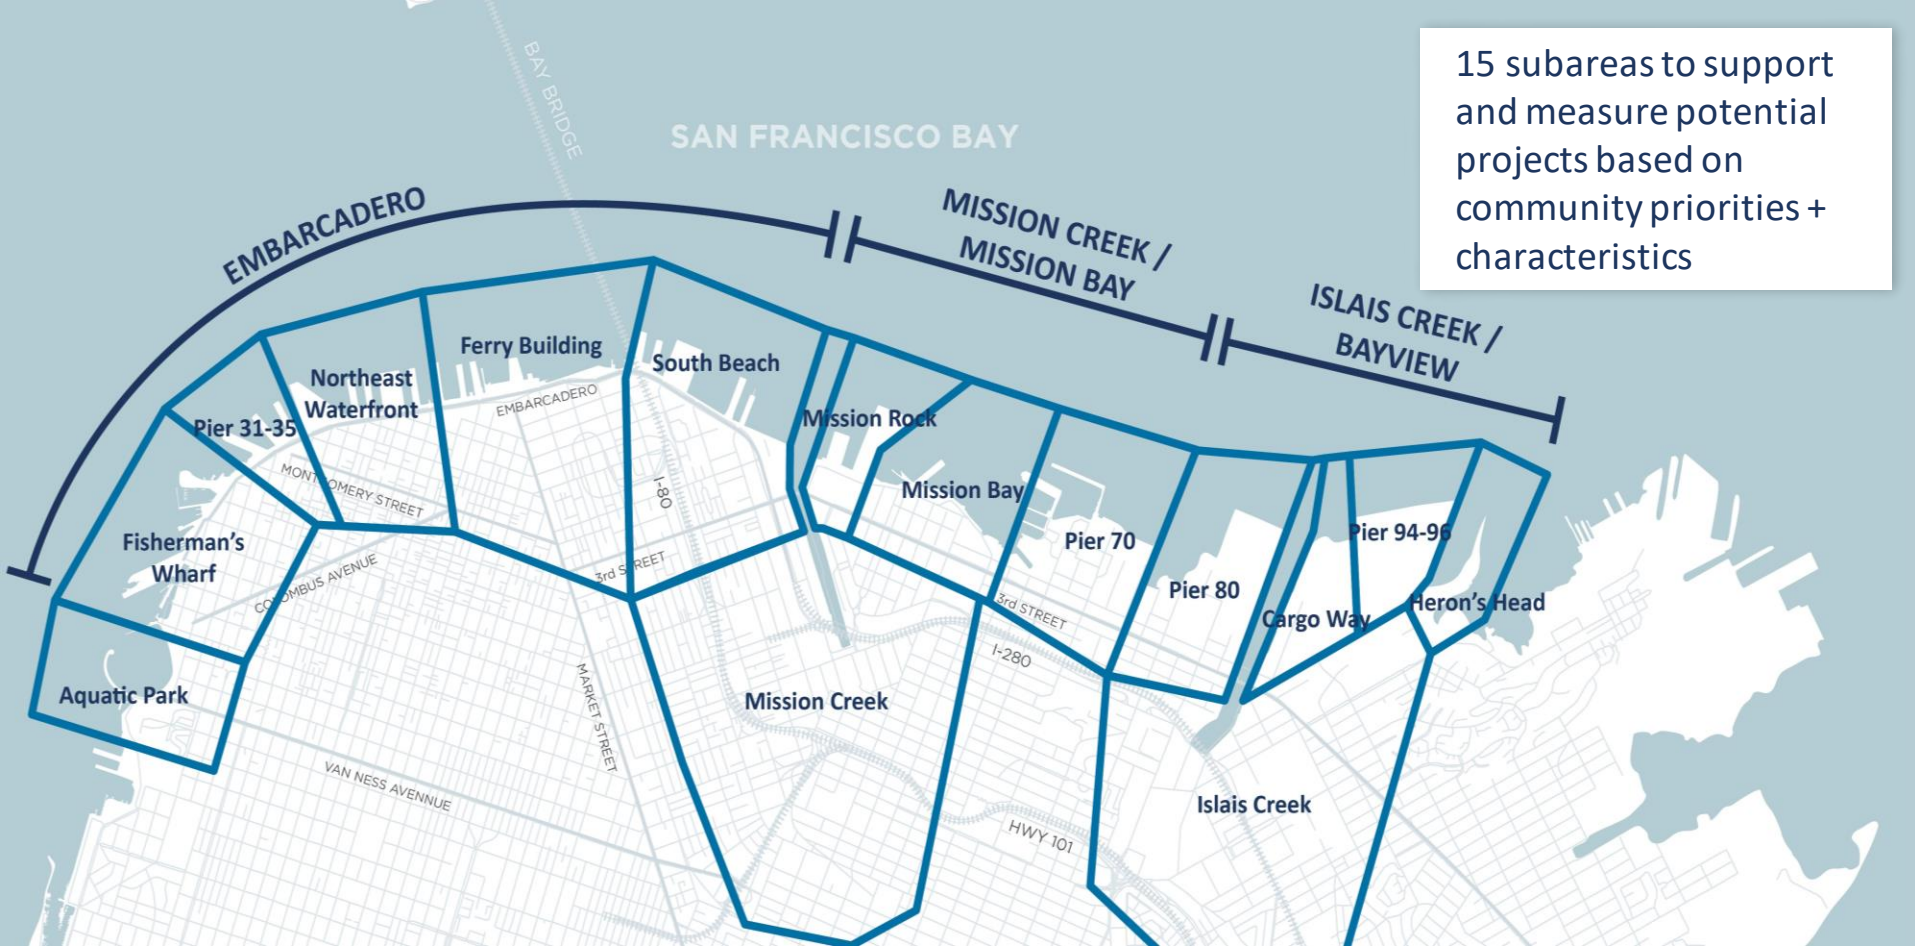 15 subareas to support
and measure potential
projects based on
community priorities +
characteristics
BAY BRIDGE
SAN FRANCISCO BAY
EMBARCADERO
MISSION CREEK /
MISSION BAY
ISLAIS CREEK /
BAYVIEW
Ferry Building
South Beach
Northeast
Waterfront
EMBARCADERO
Pier 31-35
Mission Rock
MONTGOMERY STREET
I-80
Mission Bay
Fisherman's
Wharf
COLOMBUS AVENUE
3rd STREET
Pier 70
Pier 94-96
Pier 80
3rd STREET
Cargo Way
Heron's Head
I-280
Aquatic Park
MARKET STREET
Mission Creek
VAN NESS AVENNUE
HWY 101
Islais Creek